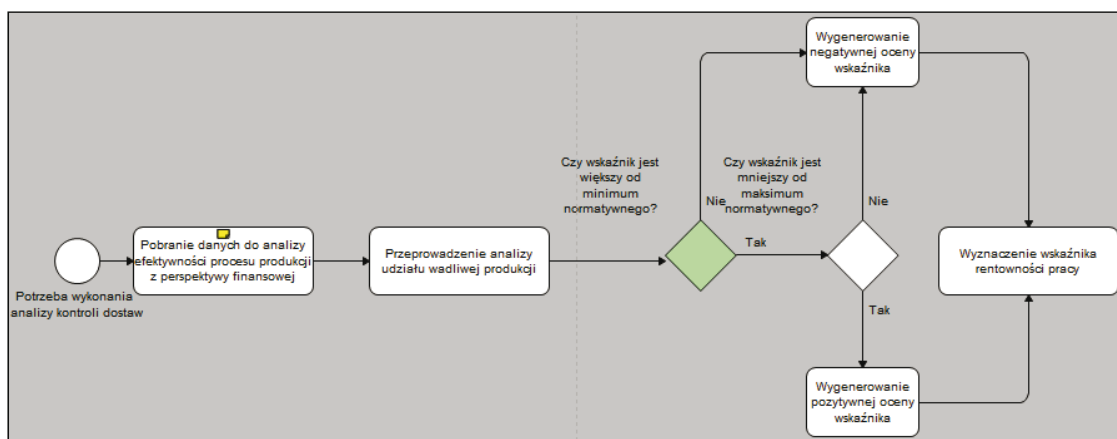 Wygenerowanie
negatywnej oceny
wskaźnika
Czy wskaźnik jest
większy od
minimum
normatywnego?
Czy wskaźnik jest
mniejszy od
maksimum
normatywnego?
Nie
Nie
Pobranie danych do analizy
efektywności procesu produkcji
z perspektywy finansowej
Przeprowadzenie analizy
udziału wadliwej produkcji
Tak
Wyznaczenie wskaźnika
rentowności pracy
Potrzeba wykonania
analizy kontroli dostaw
Tak
Wygenerowanie
pozytywnej oceny
wskaźnika